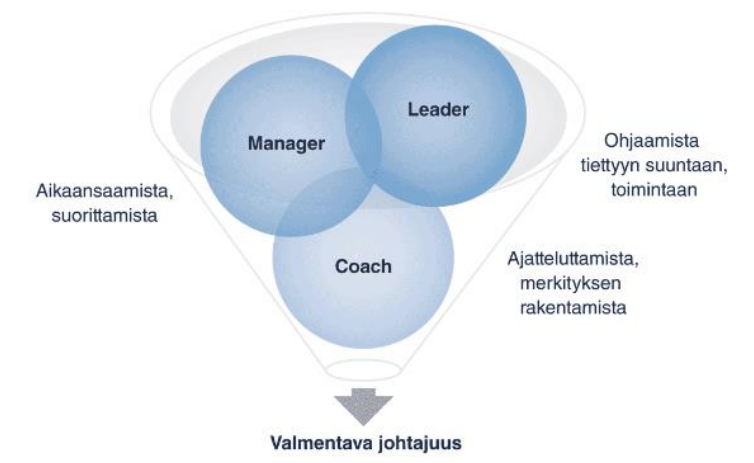 Leader
Manager
Ohjaamista
tiettyyn suuntaan,
toimintaan
Aikaansaamista,
suorittamista
Coach
Ajatteluttamista,
merkityksen
rakentamista
Valmentava johtajuus